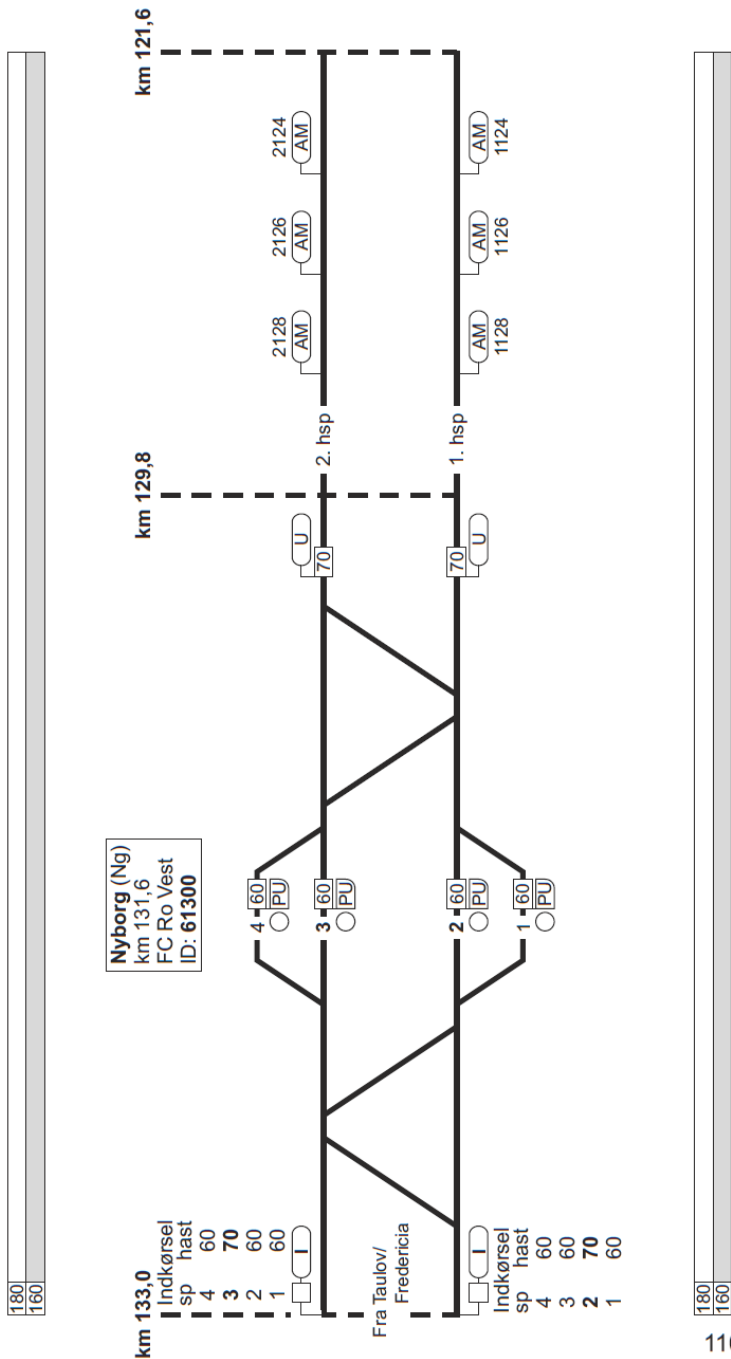 180
160
km 133,0
km 129,8
km 121,6
Nyborg (Ng)
km 131,6
FC Ro Vest
ID: 61300
Indkørsel
sp hast
4 60
3 70
2 60
1 60
I
4 60
PU
3 60
PU
70
U
2. hsp
2128
AM
2126
AM
2124
AM
Fra Taulov/
Fredericia
2 60
PU
1 60
PU
70
U
1. hsp
AM
1128
AM
1126
AM
1124
I
Indkørsel
sp hast
4 60
3 60
2 70
1 60
180
160